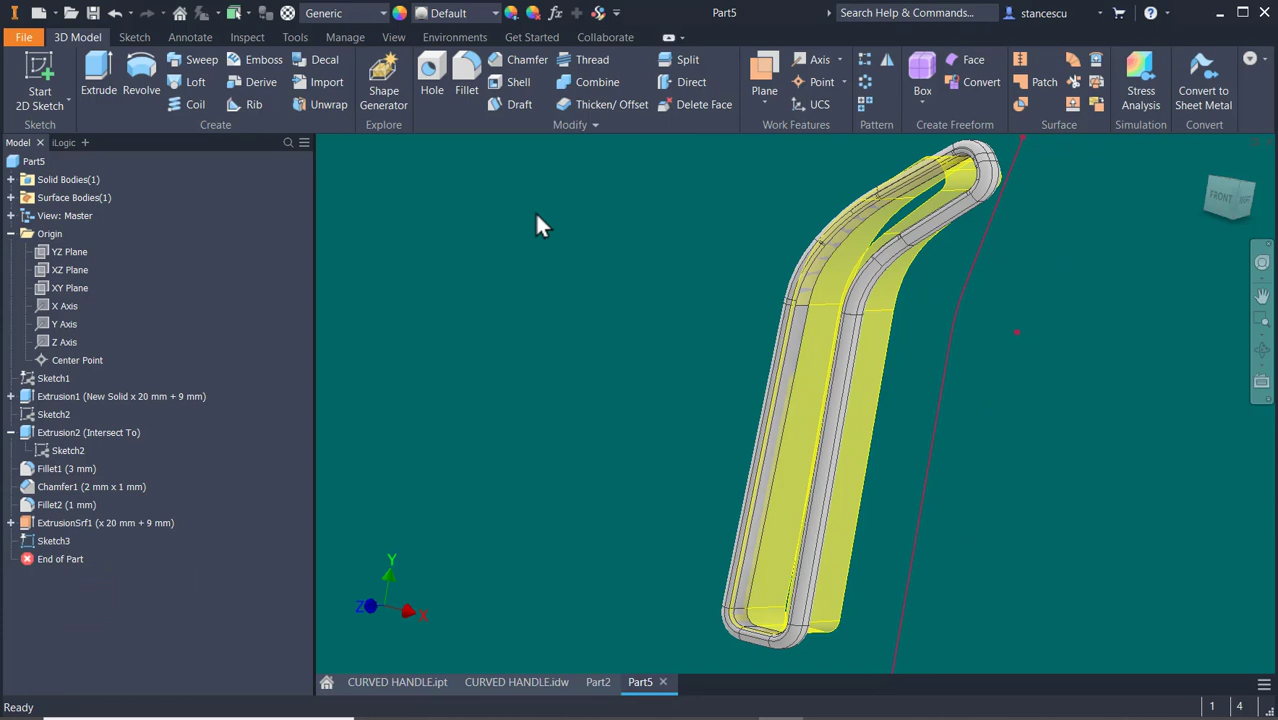 Generic
Default
Part5
Search Help & Commands...
stancescu
File
3D Model
Sketch
Annotate
Inspect
Tools
Manage
View
Environments
Get Started
Collaborate
Start
2D Sketch
Sketch
Extrude
Revolve
Sweep
Loft
Coil
Emboss
Derive
Rib
Decal
Import
Unwrap
Create
Shape
Generator
Explore
Hole
Fillet
Chamfer
Shell
Draft
Thread
Combine
Thicken/ Offset
Split
Direct
Delete Face
Modify
Plane
Axis
Point
UCS
Work Features
Pattern
Box
Face
Convert
Create Freeform
Patch
Surface
Stress
Analysis
Simulation
Convert to
Sheet Metal
Convert
Model
iLogic
Part5
Solid Bodies(1)
Surface Bodies(1)
View: Master
Origin
YZ Plane
XZ Plane
XY Plane
X Axis
Y Axis
Z Axis
Center Point
Sketch1
Extrusion1 (New Solid x 20 mm + 9 mm)
Sketch2
Extrusion2 (Intersect To)
Sketch2
Fillet1 (3 mm)
Chamfer1 (2 mm x 1 mm)
Fillet2 (1 mm)
ExtrusionSrf1 (x 20 mm + 9 mm)
Sketch3
End of Part
FRONT
Y
Z
X
CURVED HANDLE.ipt
CURVED HANDLE.idw
Part2
Part5
Ready
1
4